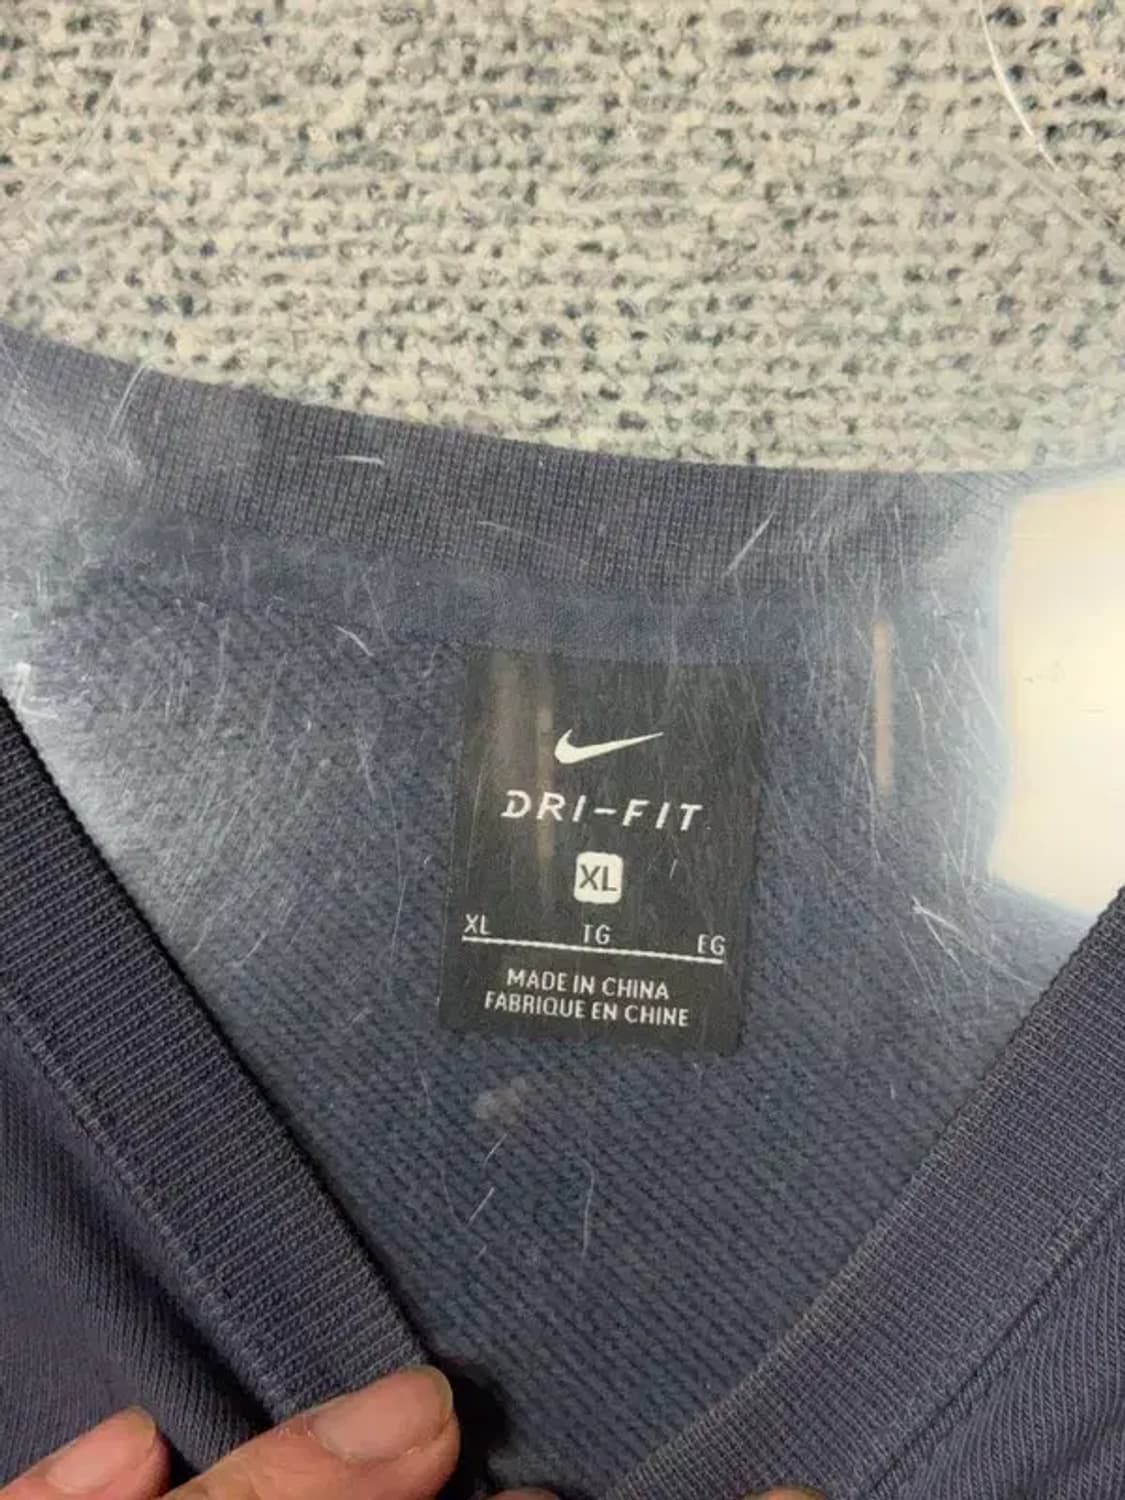 DRI-FIT
XL
XL TG EG
MADE IN CHINA
FABRIQUE EN CHINE